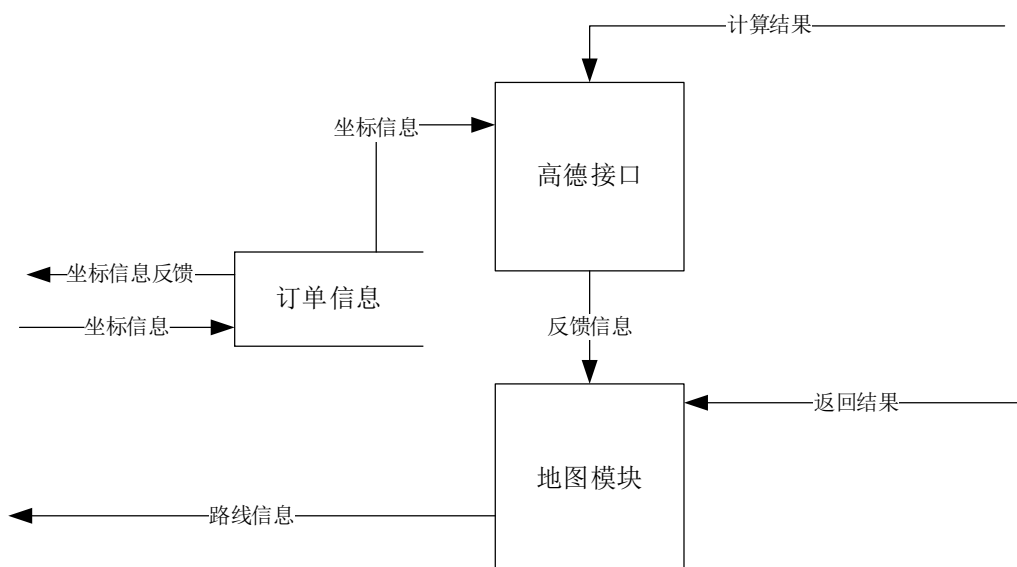 计算结果
坐标信息
高德接口
坐标信息反馈
订单信息
坐标信息
反馈信息
返回结果
地图模块
路线信息